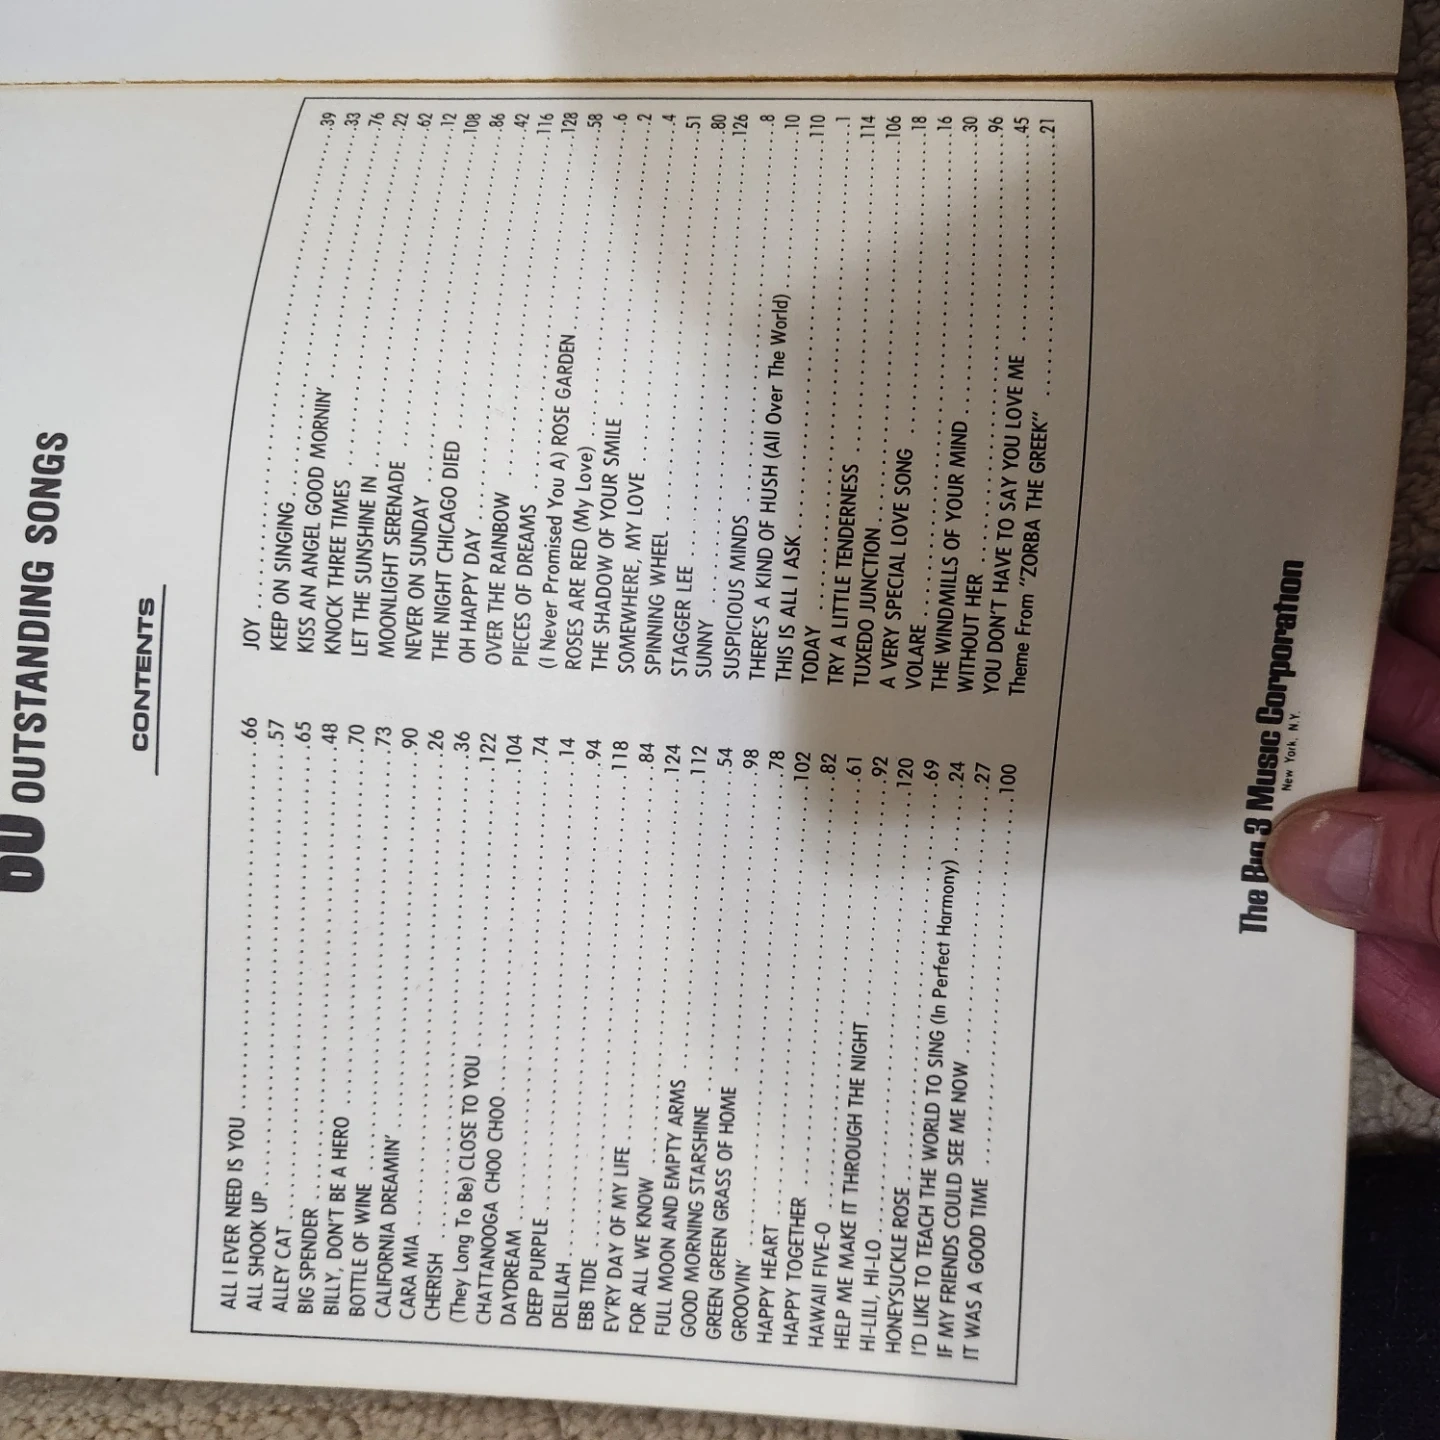 60 OUTSTANDING SONGS
CONTENTS
ALL I EVER NEED IS YOU 66
ALL SHOOK UP 57
ALLEY CAT 65
BIG SPENDER 48
BILLY, DON'T BE A HERO 70
BOTTLE OF WINE 73
CALIFORNIA DREAMIN' 90
CARA MIA 26
CHERISH 36
(They Long To Be) CLOSE TO YOU 122
CHATTANOOGA CHOO CHOO 104
DAYDREAM 74
DEEP PURPLE 14
DELILAH 94
EBB TIDE 118
EV'RY DAY OF MY LIFE 84
FOR ALL WE KNOW 124
FULL MOON AND EMPTY ARMS 112
GOOD MORNING STARSHINE 54
GREEN GREEN GRASS OF HOME 98
GROOVIN' 78
HAPPY HEART 102
HAPPY TOGETHER 82
HAWAII FIVE-O 61
HELP ME MAKE IT THROUGH THE NIGHT 92
HI-LILI, HI-LO 120
HONEYSUCKLE ROSE 69
I'D LIKE TO TEACH THE WORLD TO SING (In Perfect Harmony) 24
IF MY FRIENDS COULD SEE ME NOW 27
IT WAS A GOOD TIME 100
JOY 39
KEEP ON SINGING 33
KISS AN ANGEL GOOD MORNIN' 76
KNOCK THREE TIMES 22
LET THE SUNSHINE IN 62
MOONLIGHT SERENADE 12
NEVER ON SUNDAY 108
THE NIGHT CHICAGO DIED 86
OH HAPPY DAY 42
OVER THE RAINBOW 116
PIECES OF DREAMS 128
(I Never Promised You A) ROSE GARDEN 58
ROSES ARE RED (My Love) 6
THE SHADOW OF YOUR SMILE 2
SOMEWHERE, MY LOVE 4
SPINNING WHEEL 51
STAGGER LEE 80
SUNNY 126
SUSPICIOUS MINDS 8
THERE'S A KIND OF HUSH (All Over The World) 10
THIS IS ALL I ASK 110
TODAY 1
TRY A LITTLE TENDERNESS 114
TUXEDO JUNCTION 106
A VERY SPECIAL LOVE SONG 18
VOLARE 16
THE WINDMILLS OF YOUR MIND 30
WITHOUT HER 96
YOU DON'T HAVE TO SAY YOU LOVE ME 45
Theme From "ZORBA THE GREEK" 21
The Big 3 Music Corporation
New York, N.Y.